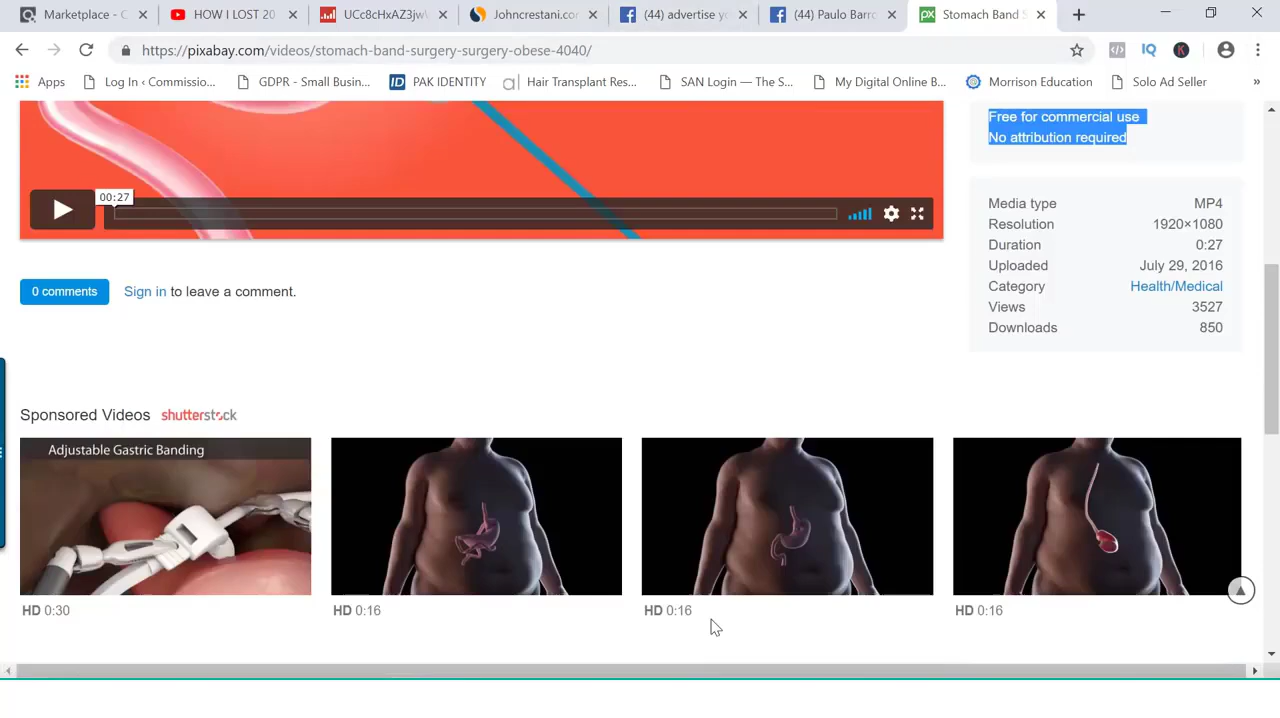 Marketplace - C
HOW I LOST 20
UCc8cHxAZ3jw
Johncrestani.co
(44) advertise y
(44) Paulo Barr
Stomach Band S
https://pixabay.com/videos/stomach-band-surgery-surgery-obese-4040/
IQ
K
Apps
Log In ‹ Commissio...
GDPR - Small Busin...
ID PAK IDENTITY
Hair Transplant Res...
SAN Login — The S...
My Digital Online B...
Morrison Education
Solo Ad Seller
»
Free for commercial use
No attribution required
00:27
Media type MP4
Resolution 1920×1080
Duration 0:27
Uploaded July 29, 2016
Category Health/Medical
Views 3527
Downloads 850
0 comments Sign in to leave a comment.
Sponsored Videos shutterstock
Adjustable Gastric Banding
HD 0:30
HD 0:16
HD 0:16
HD 0:16